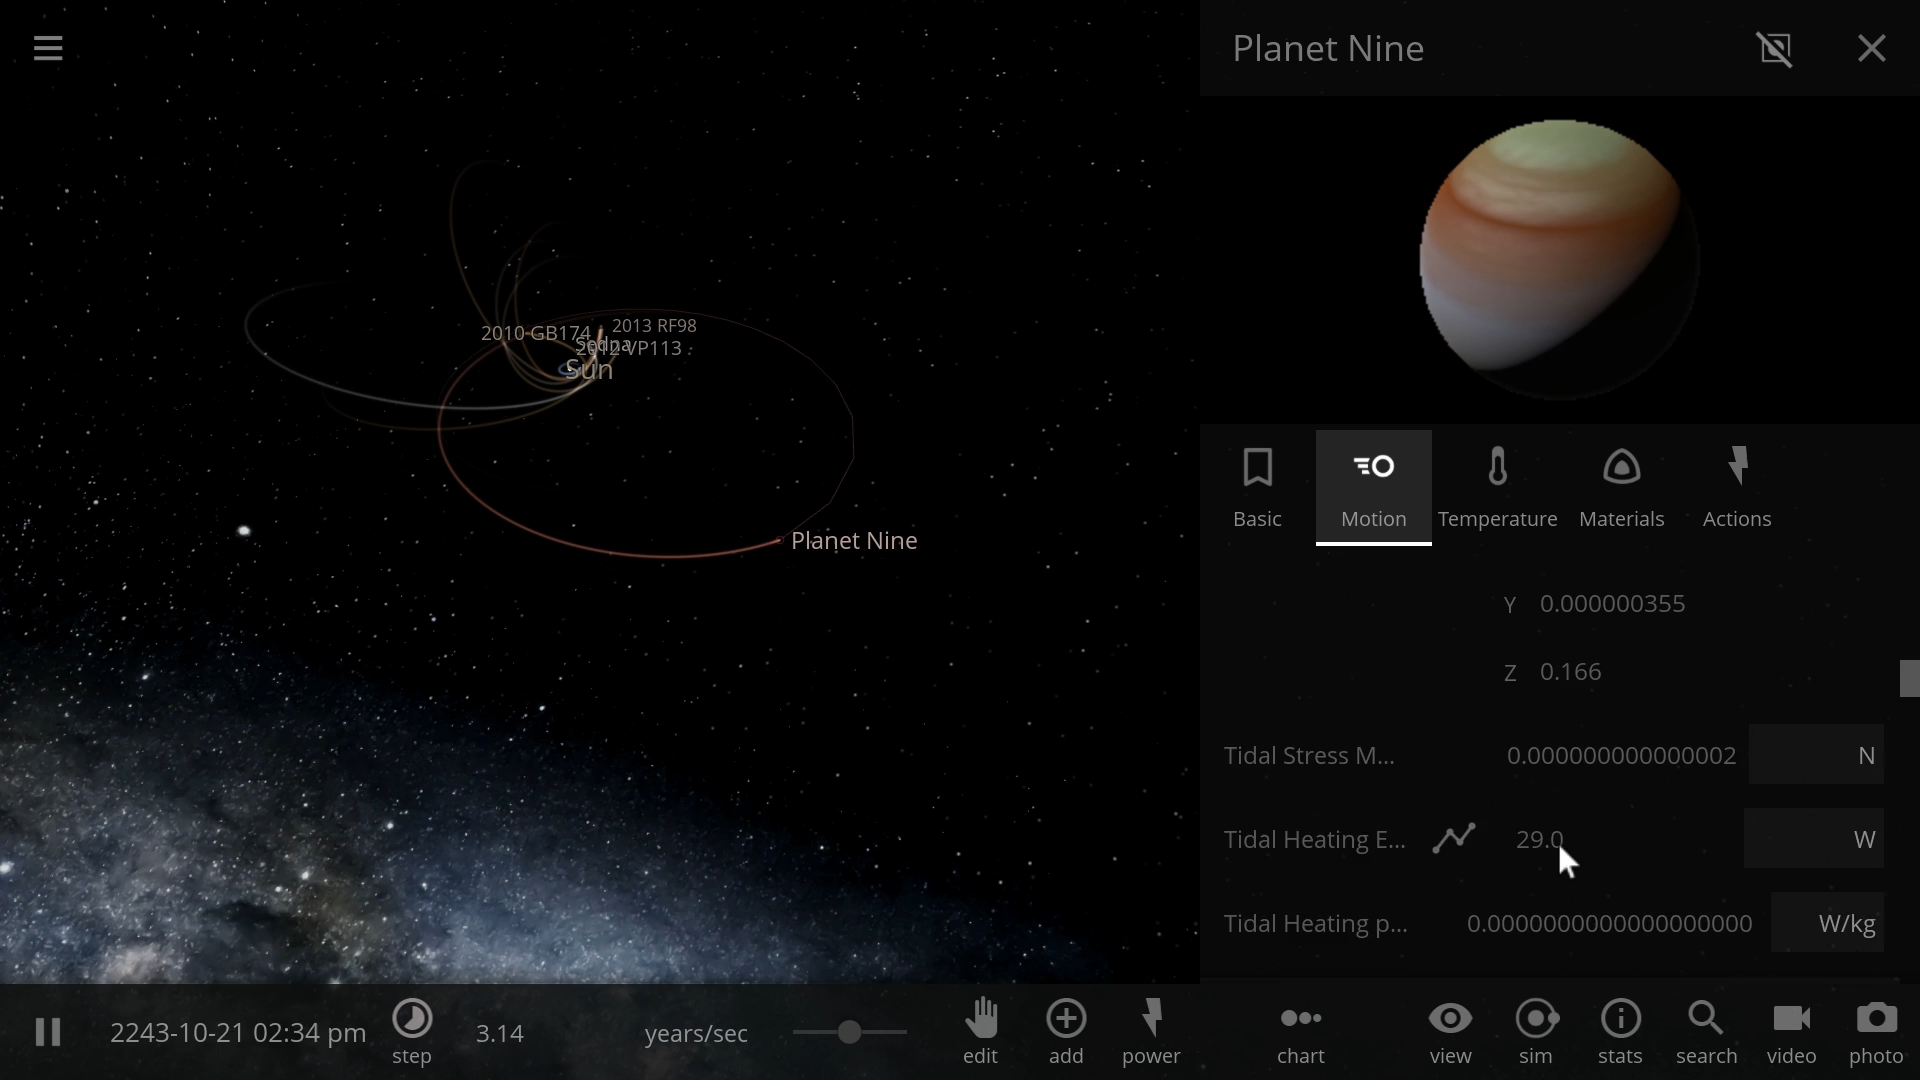 Planet Nine
2010 GB174
2013 RF98
Sedna
2012 VP113
Sun
Planet Nine
Basic
Motion
Temperature
Materials
Actions
Y 0.000000355
Z 0.166
Tidal Stress M... 0.000000000000002 N
Tidal Heating E... 29.0 W
Tidal Heating p... 0.0000000000000000000 W/kg
2243-10-21 02:34 pm
step
3.14
years/sec
edit
add
power
chart
view
sim
stats
search
video
photo